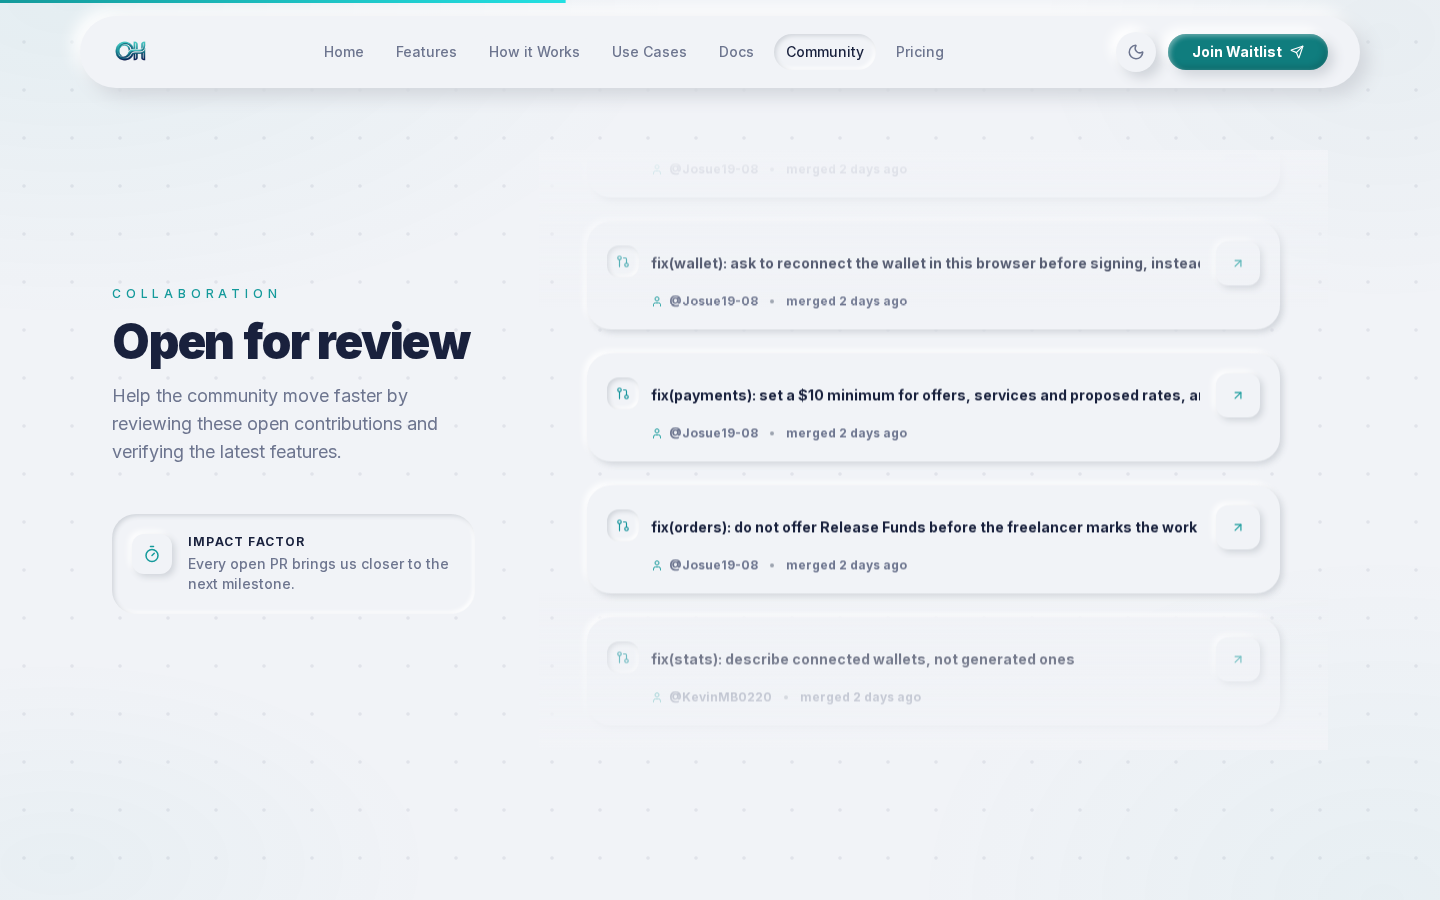 OH
Home
Features
How it Works
Use Cases
Docs
Community
Pricing
Join Waitlist
COLLABORATION
Open for review
Help the community move faster by
reviewing these open contributions and
verifying the latest features.
IMPACT FACTOR
Every open PR brings us closer to the
next milestone.
@Josue19-08 • merged 2 days ago
fix(wallet): ask to reconnect the wallet in this browser before signing, instead
@Josue19-08 • merged 2 days ago
fix(payments): set a $10 minimum for offers, services and proposed rates,
@Josue19-08 • merged 2 days ago
fix(orders): do not offer Release Funds before the freelancer marks the work
@Josue19-08 • merged 2 days ago
fix(stats): describe connected wallets, not generated ones
@KevinMB0220 • merged 2 days ago